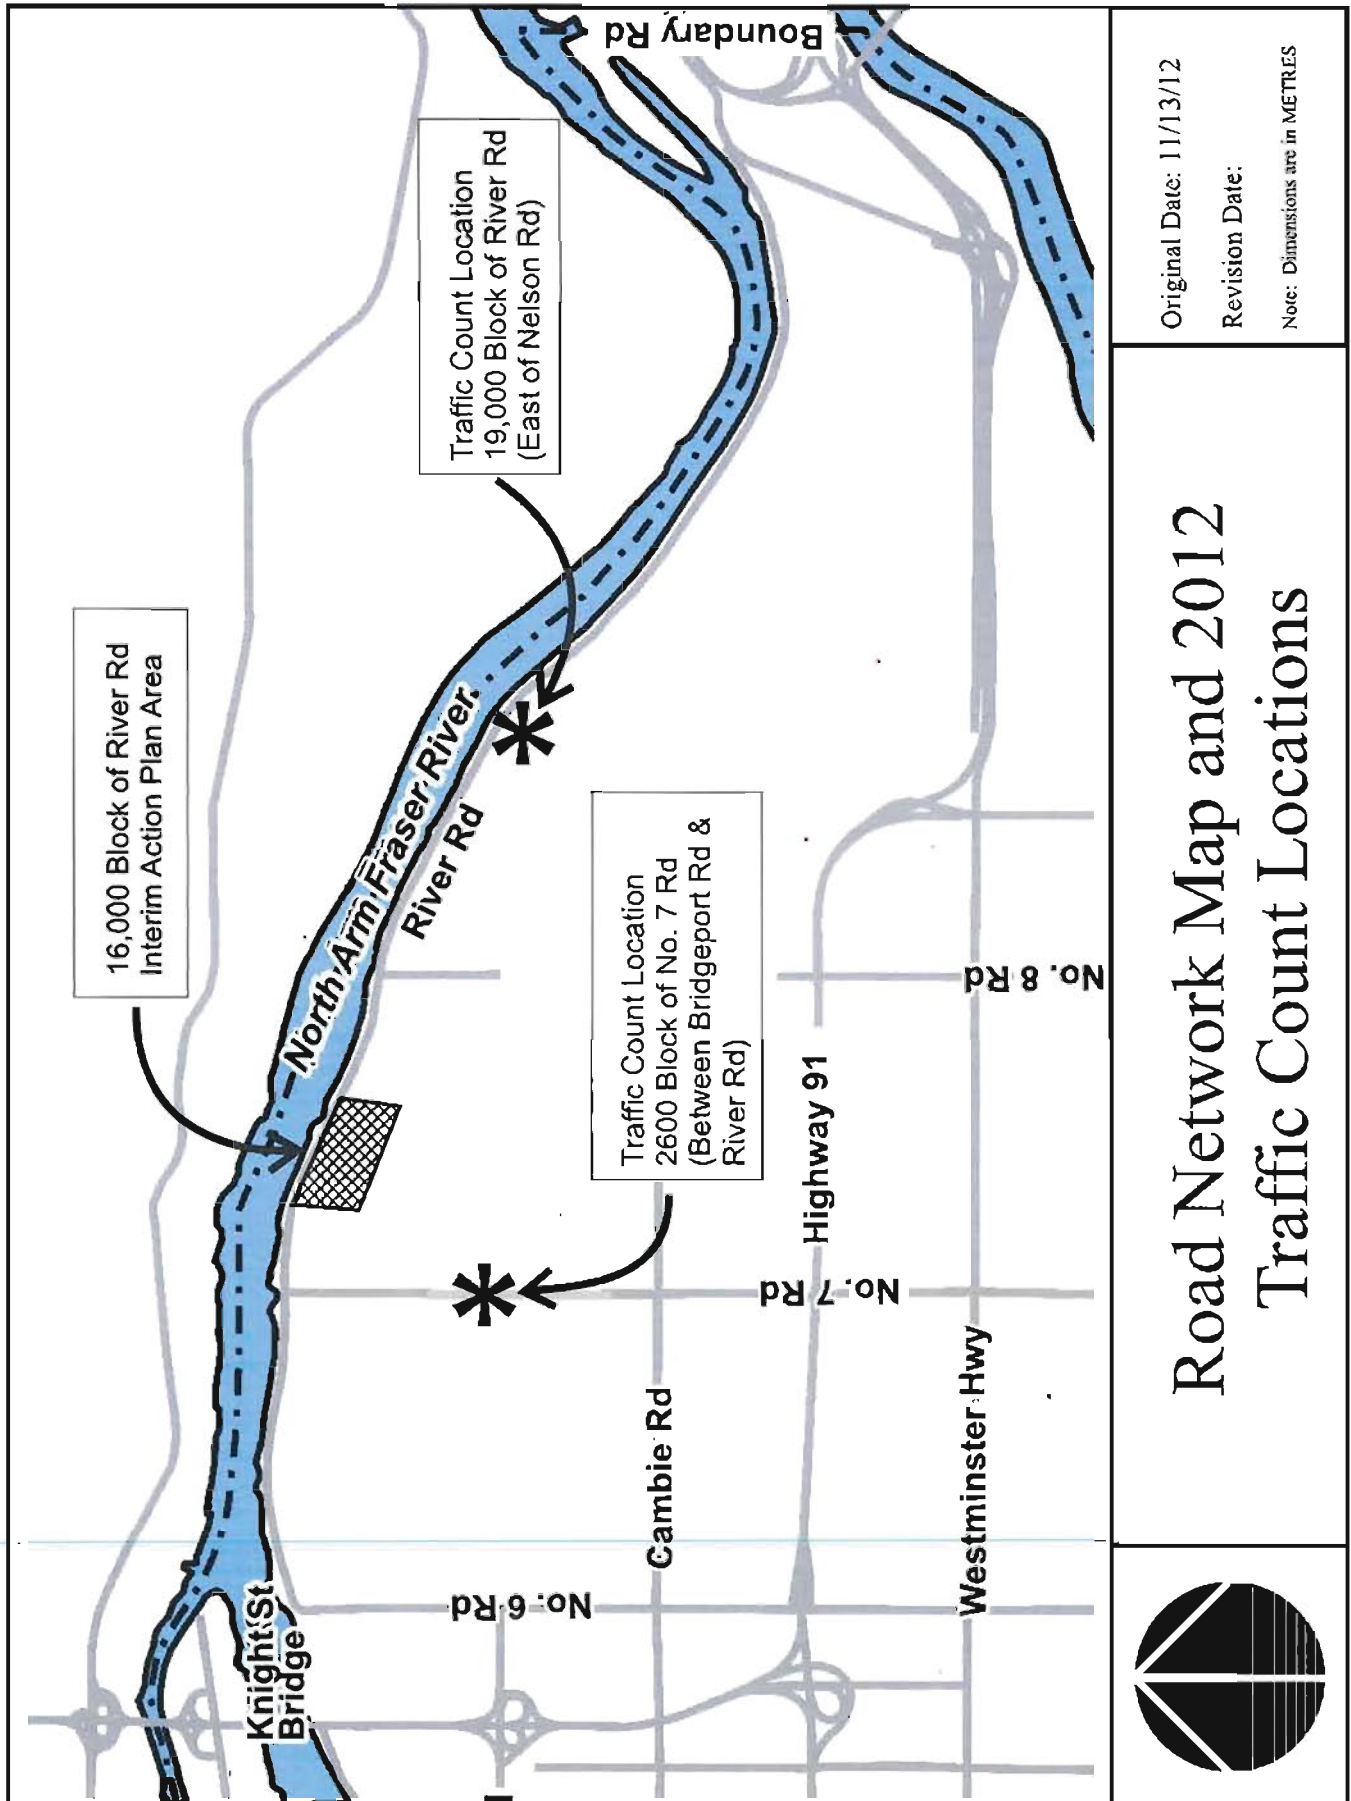 16,000 Block of River Rd
Interim Action Plan Area
Traffic Count Location
19,000 Block of River Rd
(East of Nelson Rd)
Boundary Rd
North Arm Fraser River
River Rd
Traffic Count Location
2600 Block of No. 7 Rd
(Between Bridgeport Rd &
River Rd)
Knight St
Bridge
No. 6 Rd
Cambie Rd
No. 7 Rd
Highway 91
No. 8 Rd
Westminster Hwy
Road Network Map and 2012
Traffic Count Locations
Original Date: 11/13/12
Revision Date:
Note: Dimensions are in METRES